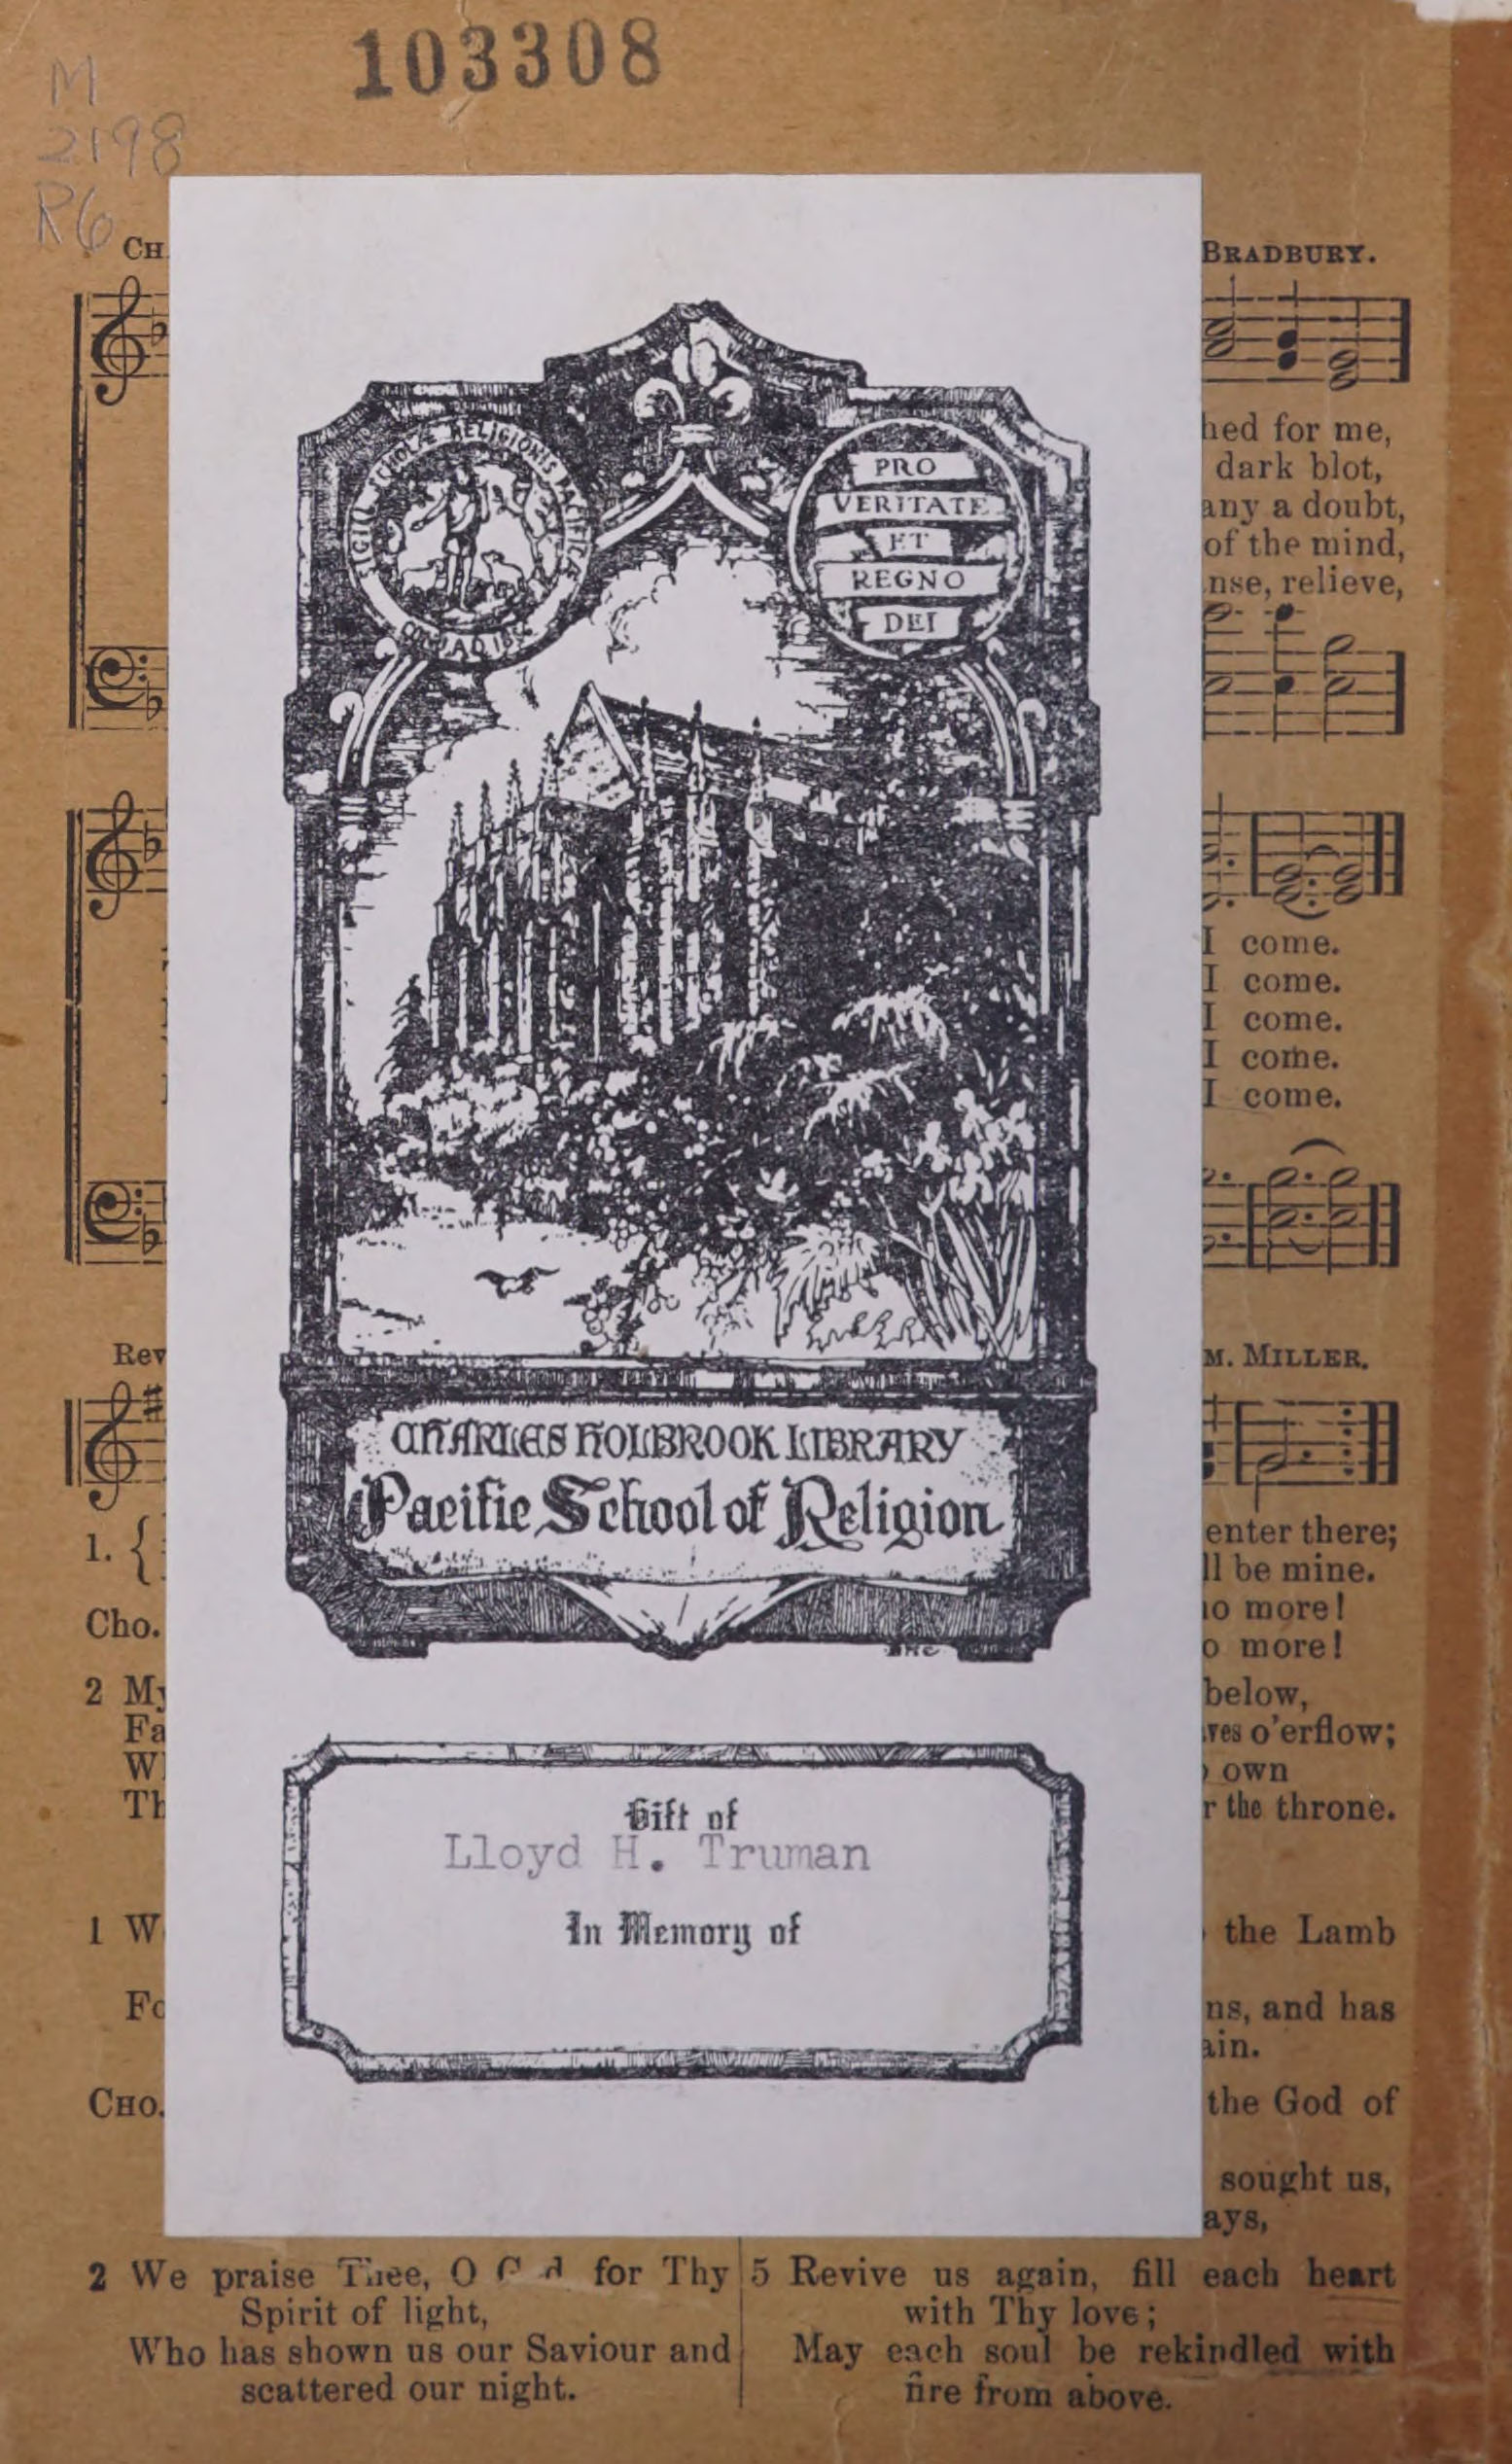 103308
M
2198
R6
CH
BRADBURY.
hed for me,
dark blot,
any a doubt,
of the mind,
nse, relieve,
PRO
VERITATE
ET
REGNO
DEI
I come.
I come.
I come.
I come.
I come.
Rev
M. MILLER.
CHARLES HOLBROOK LIBRARY
Pacific School of Religion
1.
enter there;
ll be mine.
Cho.
no more!
o more!
2 My
below,
Fa
ves o'erflow;
W
own
Th
r the throne.
Gift of
Lloyd H. Truman
In Memory of
1 W
the Lamb
Fo
ns, and has
ain.
CHO.
the God of
sought us,
ays,
2 We praise Thee, O God for Thy
Spirit of light,
Who has shown us our Saviour and
scattered our night.
5 Revive us again, fill each heart
with Thy love;
May each soul be rekindled with
fire from above.